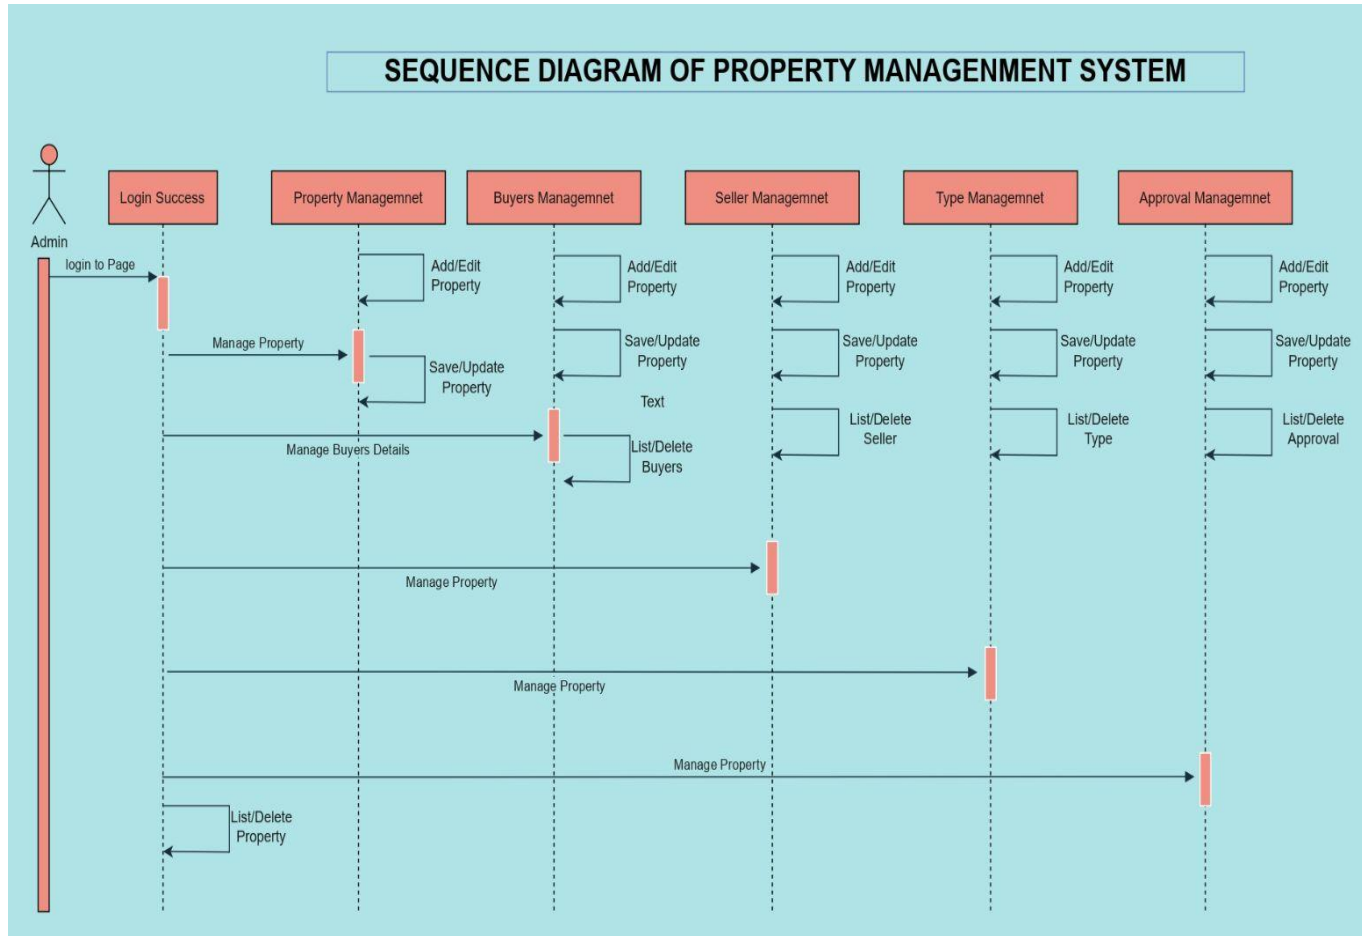 SEQUENCE DIAGRAM OF PROPERTY MANAGENMENT SYSTEM
Login Success
Property Managemnet
Buyers Managemnet
Seller Managemnet
Type Managemnet
Approval Managemnet
Admin
login to Page
Add/Edit
Property
Add/Edit
Property
Add/Edit
Property
Add/Edit
Property
Add/Edit
Property
Manage Property
Save/Update
Property
Save/Update
Property
Save/Update
Property
Save/Update
Property
Save/Update
Property
Text
Manage Buyers Details
List/Delete
Buyers
List/Delete
Seller
List/Delete
Type
List/Delete
Approval
Manage Property
Manage Property
Manage Property
List/Delete
Property